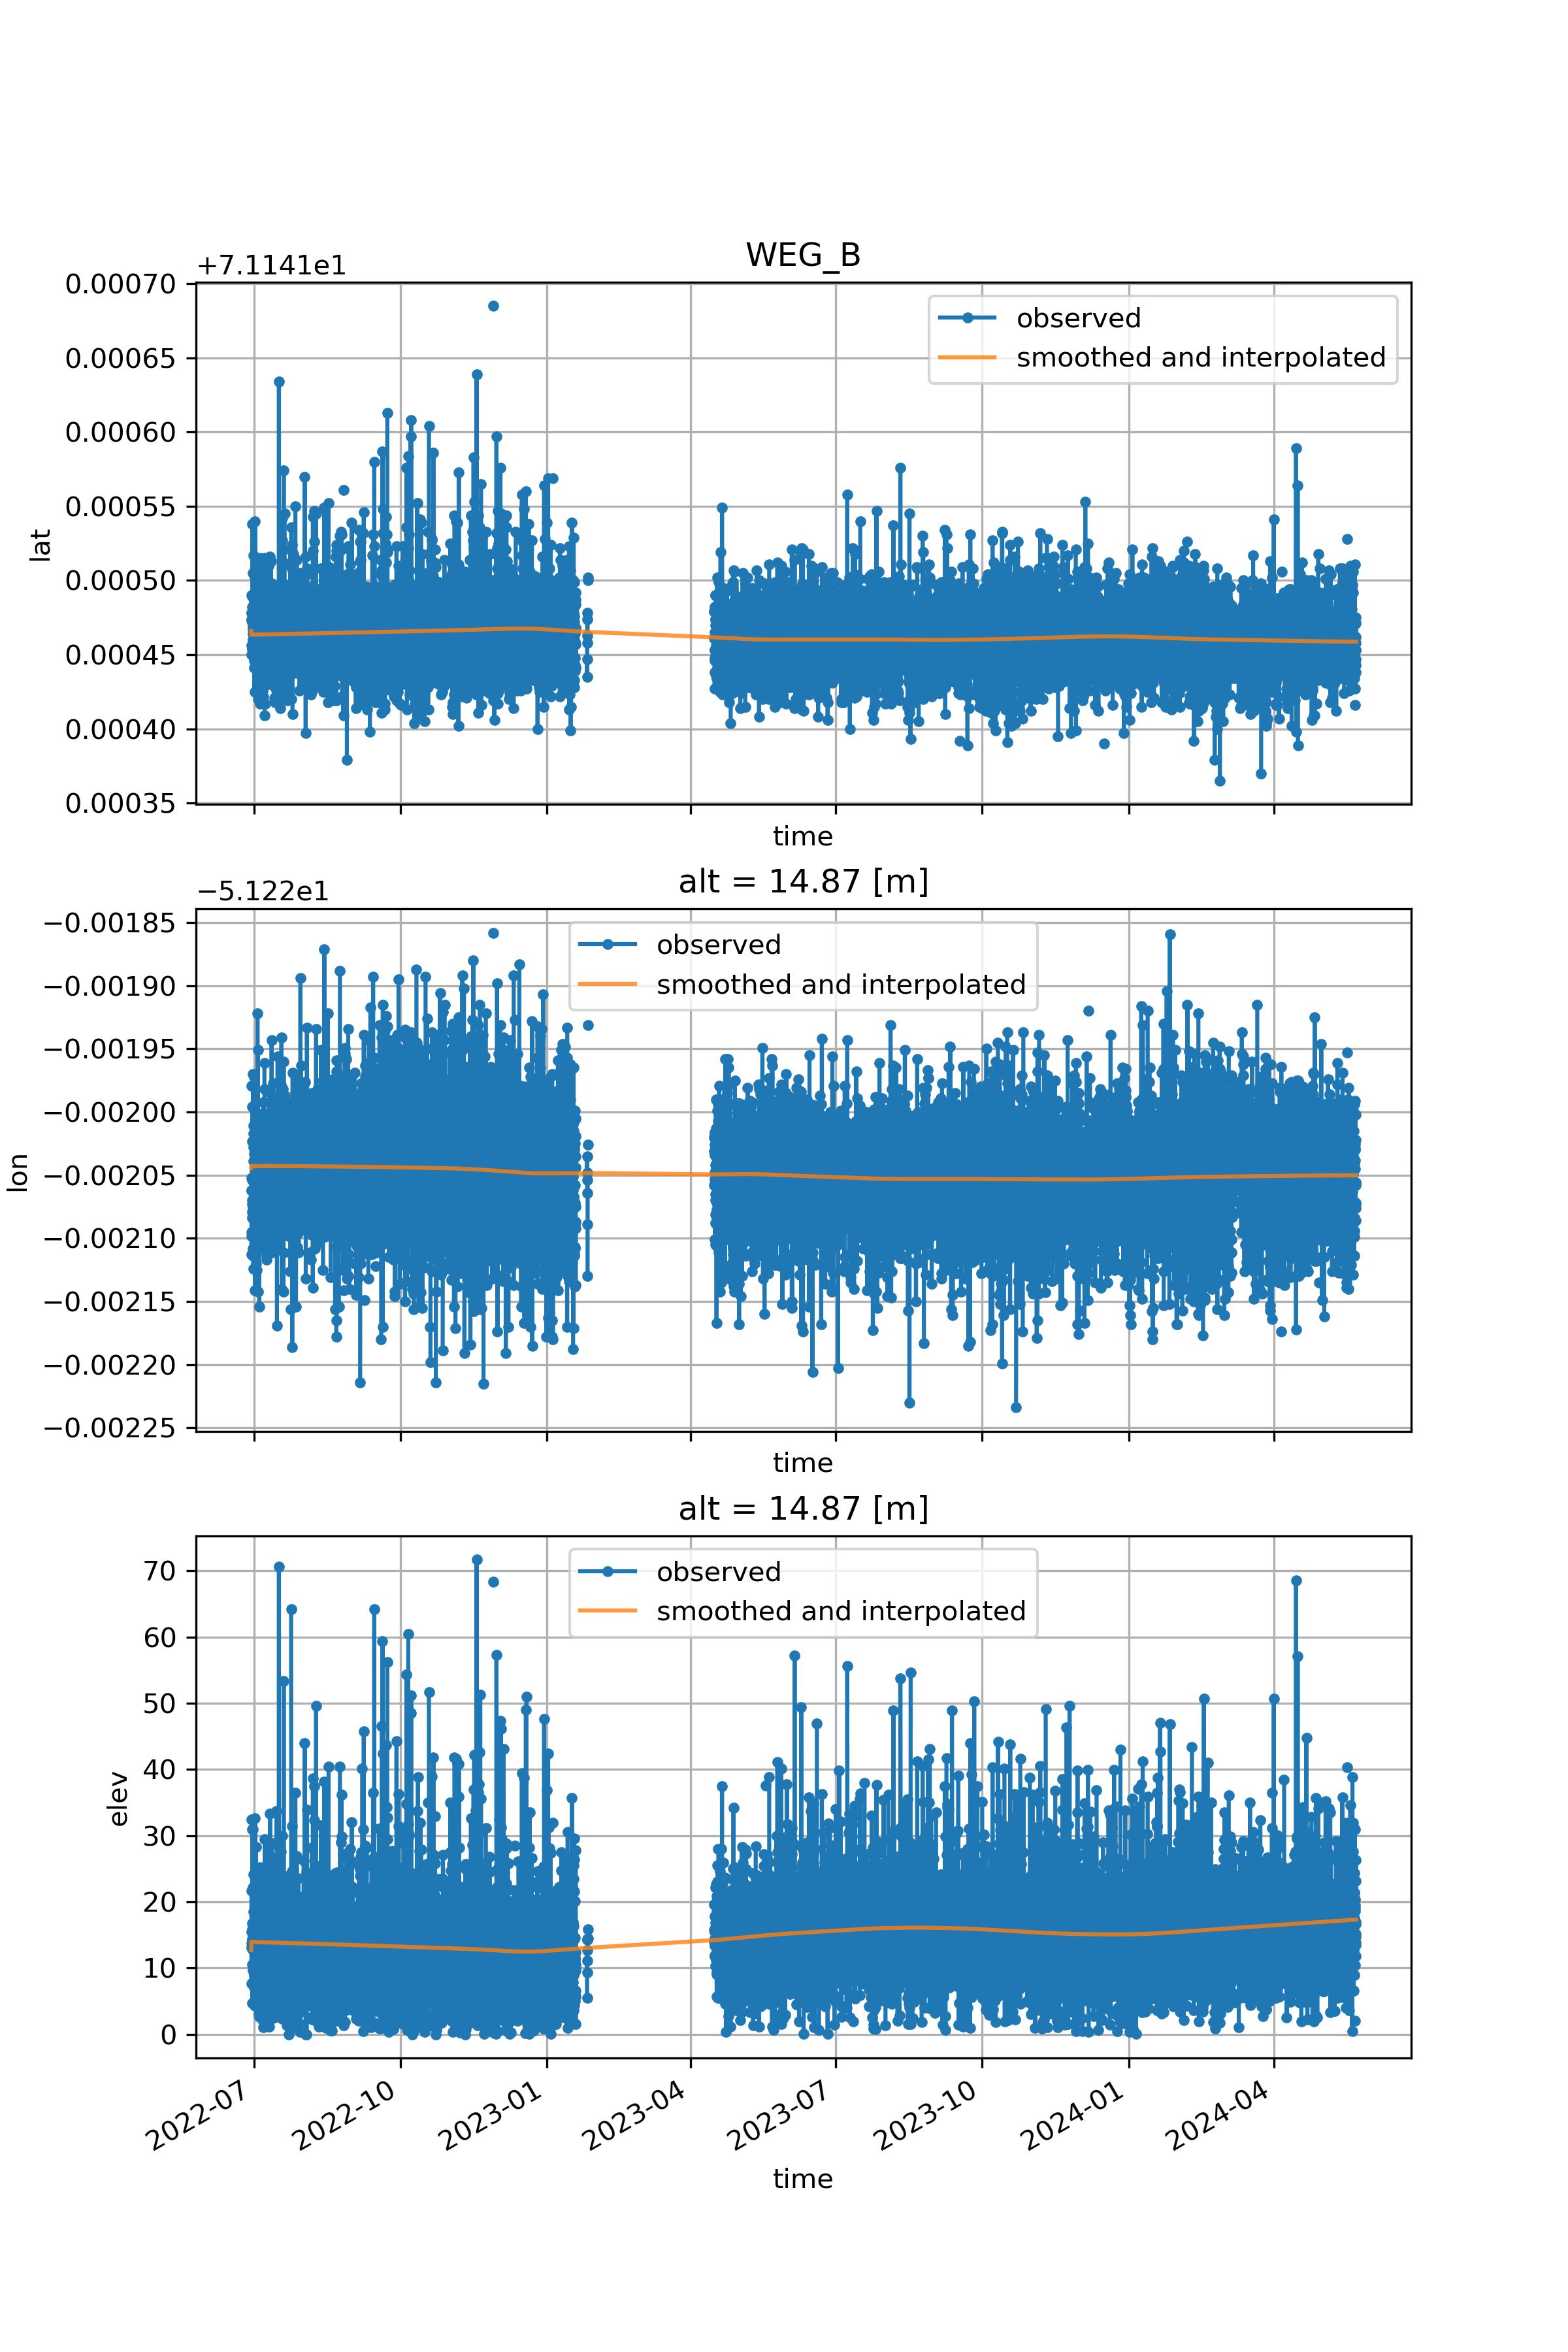 WEG_B
+7.1141e1
0.00070
0.00065
0.00060
0.00055
0.00050
0.00045
0.00040
0.00035
lat
observed
smoothed and interpolated
time
alt = 14.87 [m]
−5.122e1
−0.00185
−0.00190
−0.00195
−0.00200
−0.00205
−0.00210
−0.00215
−0.00220
−0.00225
lon
observed
smoothed and interpolated
time
alt = 14.87 [m]
70
60
50
40
30
20
10
0
elev
observed
smoothed and interpolated
2022-07
2022-10
2023-01
2023-04
2023-07
2023-10
2024-01
2024-04
time